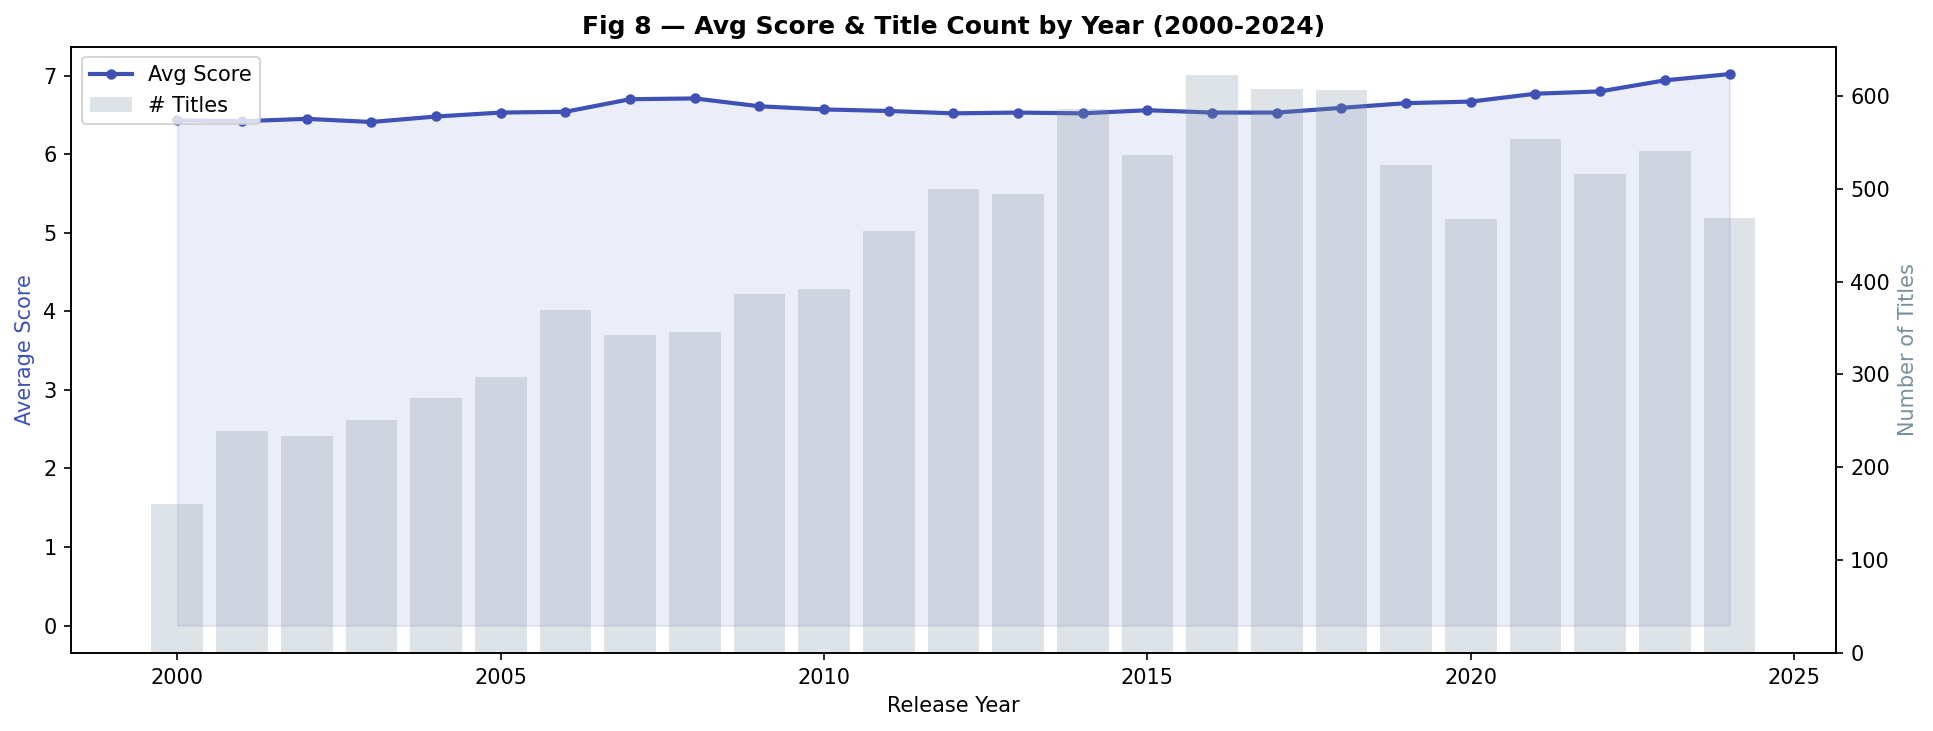 Fig 8 — Avg Score & Title Count by Year (2000-2024)
Avg Score
# Titles
7
6
5
4
3
2
1
0
Average Score
600
500
400
300
200
100
0
Number of Titles
2000 2005 2010 2015 2020 2025
Release Year